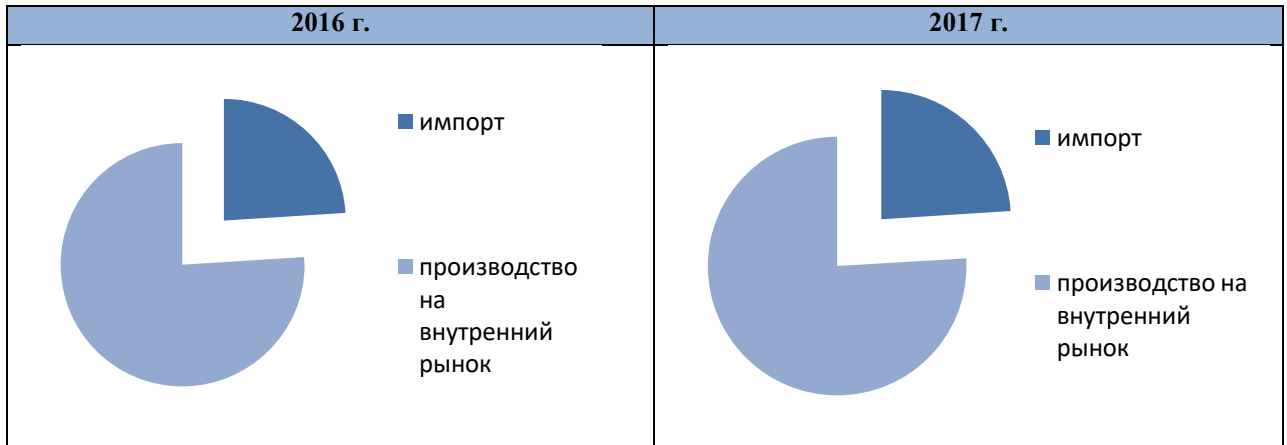 2016 г.
2017 г.
импорт
производство
на
внутренний
рынок
импорт
производство на
внутренний
рынок